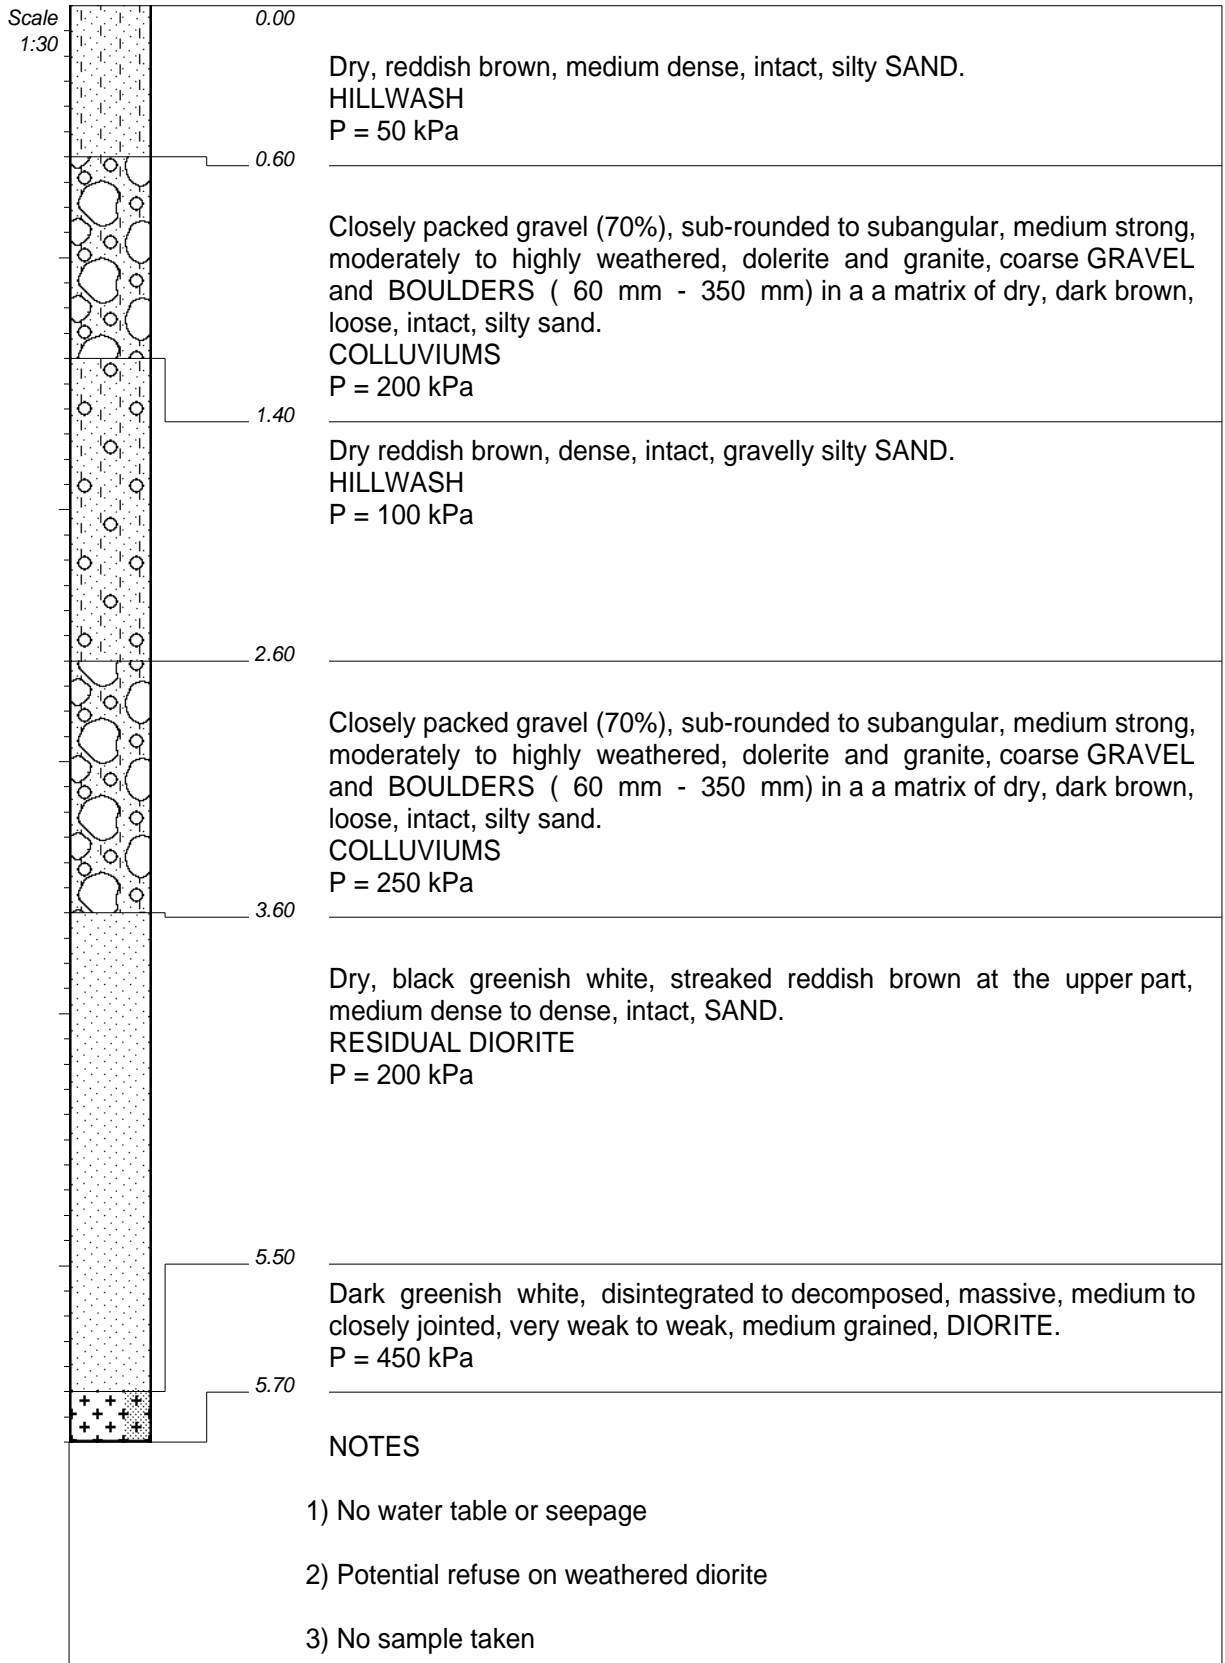 Scale
1:30
0.00
Dry, reddish brown, medium dense, intact, silty SAND.
HILLWASH
P = 50 kPa
0.60
Closely packed gravel (70%), sub-rounded to subangular, medium strong,
moderately to highly weathered, dolerite and granite, coarse GRAVEL
and BOULDERS ( 60 mm - 350 mm) in a a matrix of dry, dark brown,
loose, intact, silty sand.
COLLUVIUMS
P = 200 kPa
1.40
Dry reddish brown, dense, intact, gravelly silty SAND.
HILLWASH
P = 100 kPa
2.60
Closely packed gravel (70%), sub-rounded to subangular, medium strong,
moderately to highly weathered, dolerite and granite, coarse GRAVEL
and BOULDERS ( 60 mm - 350 mm) in a a matrix of dry, dark brown,
loose, intact, silty sand.
COLLUVIUMS
P = 250 kPa
3.60
Dry, black greenish white, streaked reddish brown at the upper part,
medium dense to dense, intact, SAND.
RESIDUAL DIORITE
P = 200 kPa
5.50
Dark greenish white, disintegrated to decomposed, massive, medium to
closely jointed, very weak to weak, medium grained, DIORITE.
P = 450 kPa
5.70
NOTES
1) No water table or seepage
2) Potential refuse on weathered diorite
3) No sample taken